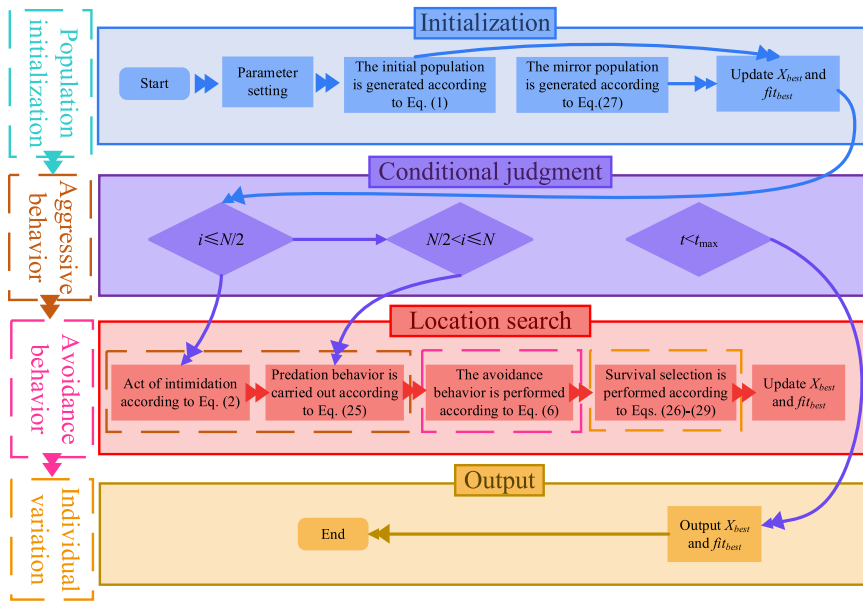 Population
initialization
Aggressive
behavior
Avoidance
behavior
Individual
variation
Initialization
Start
Parameter
setting
The initial population
is generated according
to Eq. (1)
The mirror population
is generated according
to Eq.(27)
Update Xbest and
fitbest
Conditional judgment
i≤N/2
N/2<i≤N
t<tmax
Location search
Act of intimidation
according to Eq. (2)
Predation behavior is
carried out according
to Eq. (25)
The avoidance
behavior is performed
according to Eq. (6)
Survival selection is
performed according
to Eqs. (26)-(29)
Update Xbest
and fitbest
Output
End
Output Xbest
and fitbest